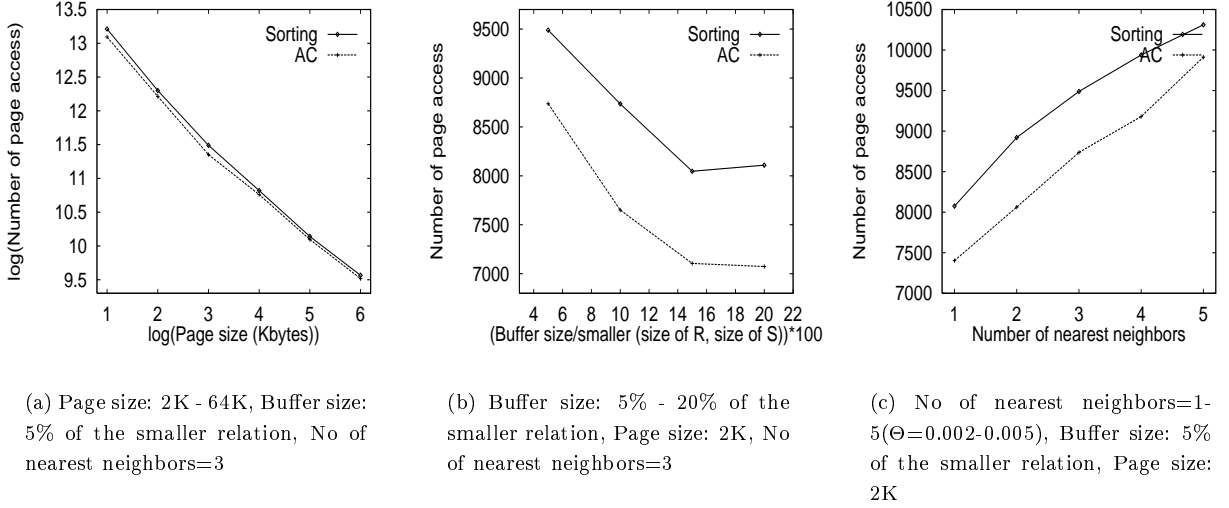 log(Number of page access)
13.5
13
12.5
12
11.5
11
10.5
10
9.5
Sorting
AC
1 2 3 4 5 6
log(Page size (Kbytes))
Number of page access
9500
9000
8500
8000
7500
7000
Sorting
AC
4 6 8 10 12 14 16 18 20 22
(Buffer size/smaller (size of R, size of S))*100
Number of page access
10500
10000
9500
9000
8500
8000
7500
7000
Sorting
AC
1 2 3 4 5
Number of nearest neighbors
(a) Page size: 2K - 64K, Buffer size:
5% of the smaller relation, No of
nearest neighbors=3
(b) Buffer size: 5% - 20% of the
smaller relation, Page size: 2K, No
of nearest neighbors=3
(c) No of nearest neighbors=1-
5(Θ=0.002-0.005), Buffer size: 5%
of the smaller relation, Page size:
2K